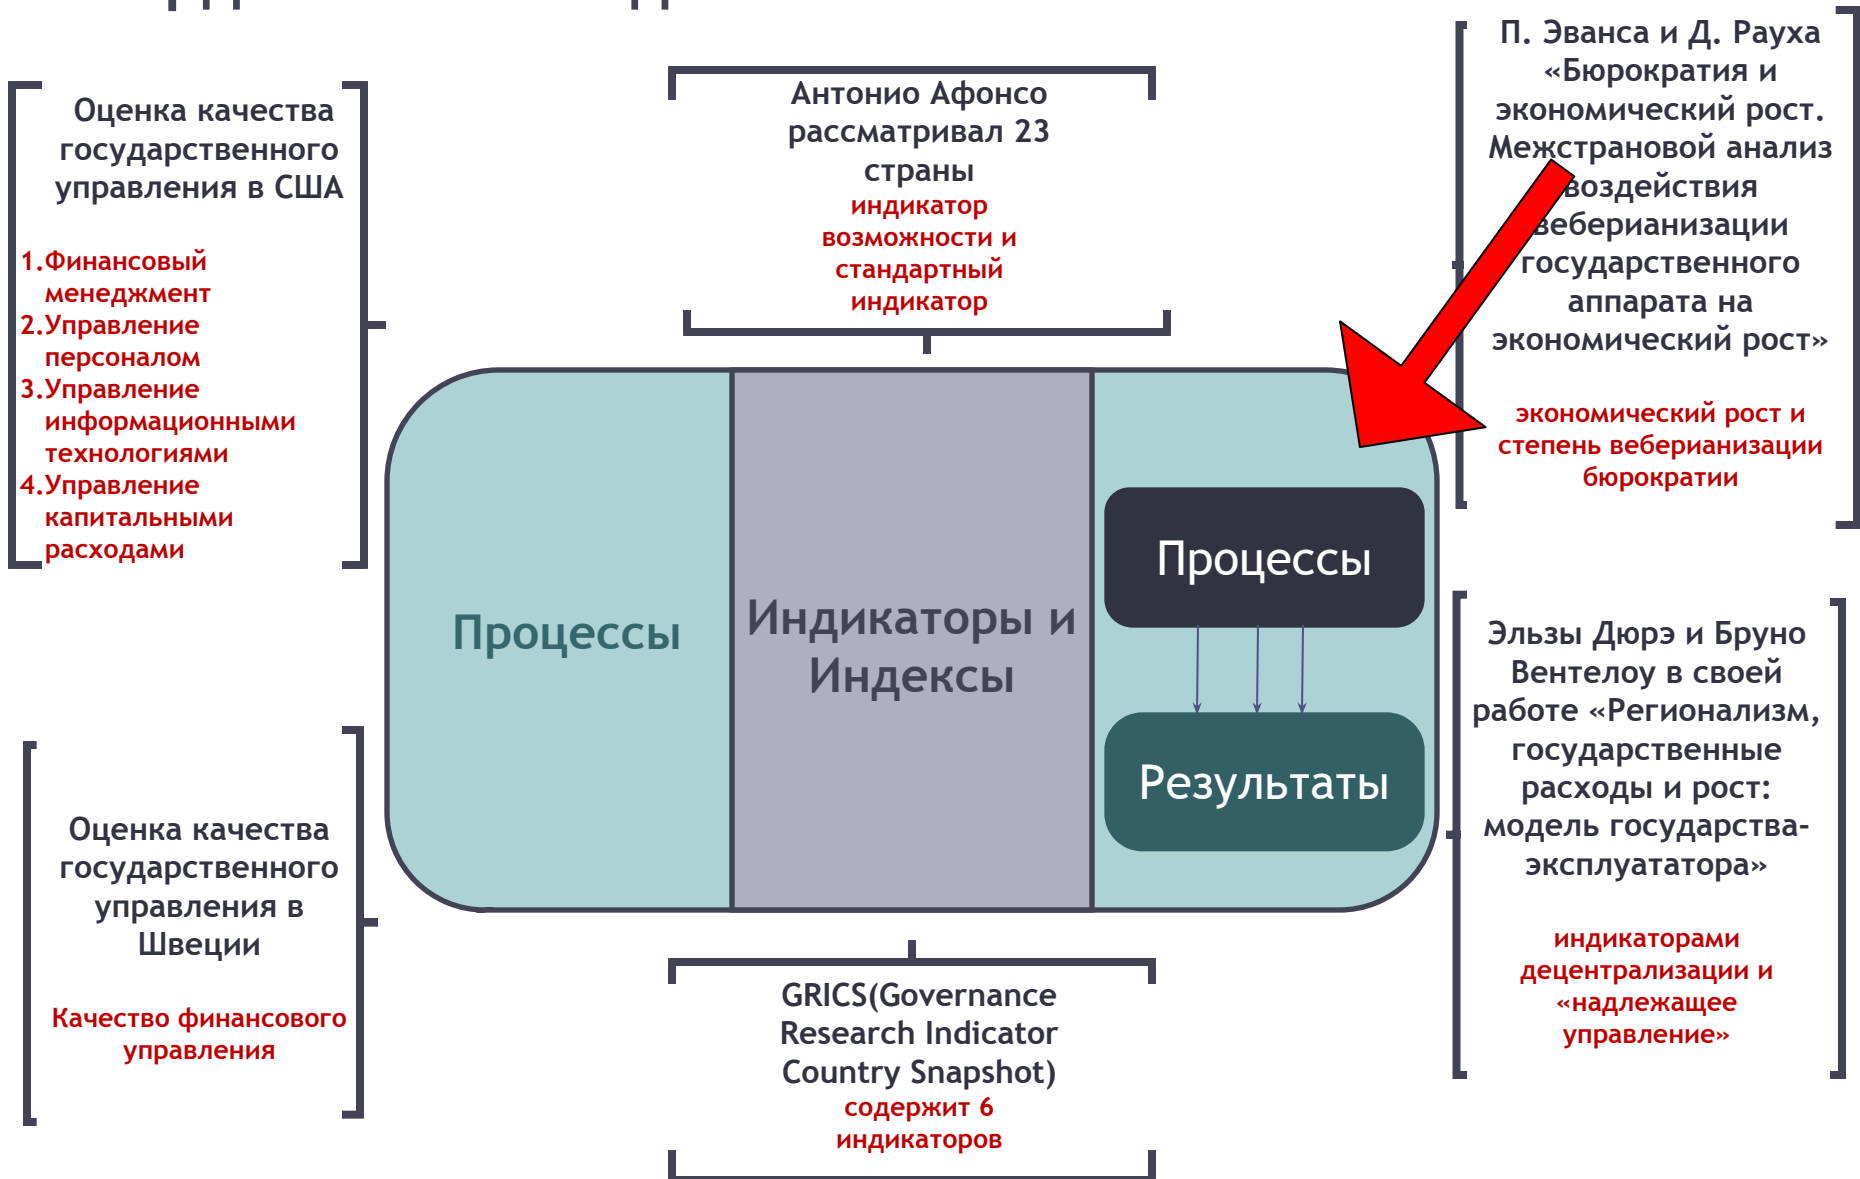 Оценка качества
государственного
управления в США
1.Финансовый
менеджмент
2.Управление
персоналом
3.Управление
информационными
технологиями
4.Управление
капитальными
расходами
Оценка качества
государственного
управления в
Швеции
Качество финансового
управления
Антонио Афонсо
рассматривал 23
страны
индикатор
возможности и
стандартный
индикатор
Процессы
Индикаторы и
Индексы
Процессы
Результаты
GRICS(Governance
Research Indicator
Country Snapshot)
содержит 6
индикаторов
П. Эванса и Д. Рауха
«Бюрократия и
экономический рост.
Межстрановой анализ
воздействия
веберианизации
государственного
аппарата на
экономический рост»
экономический рост и
степень веберианизации
бюрократии
Эльзы Дюрэ и Бруно
Вентелоу в своей
работе «Регионализм,
государственные
расходы и рост:
модель государства-
эксплуататора»
индикаторами
децентрализации и
«надлежащее
управление»